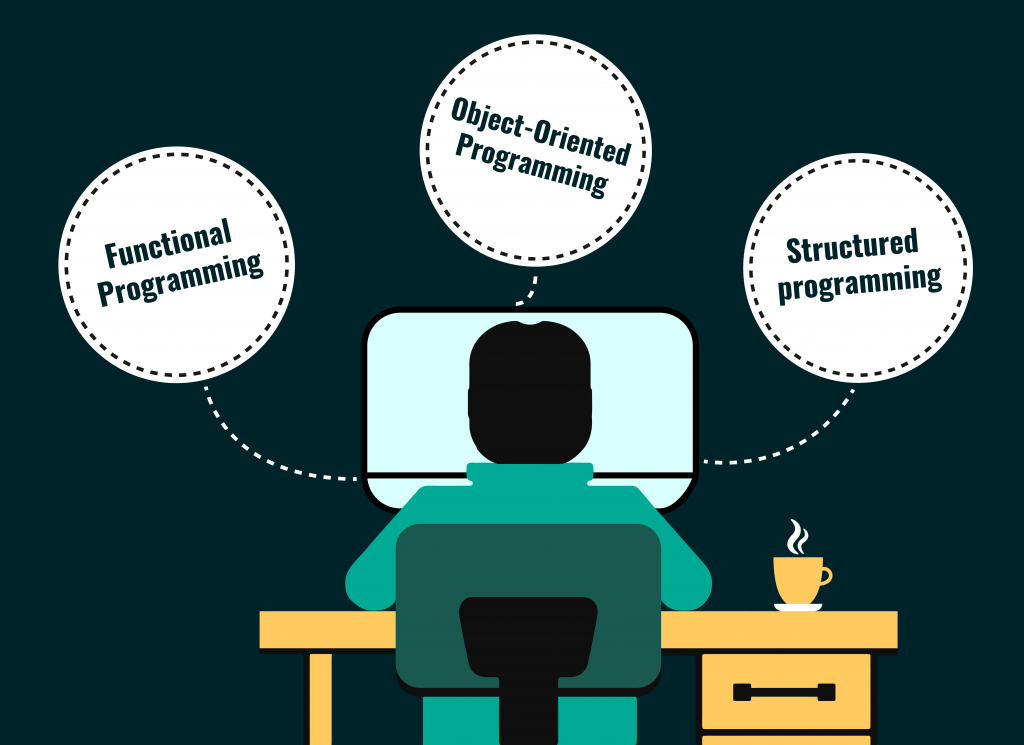 Functional
Programming
Object-Oriented
Programming
Structured
programming